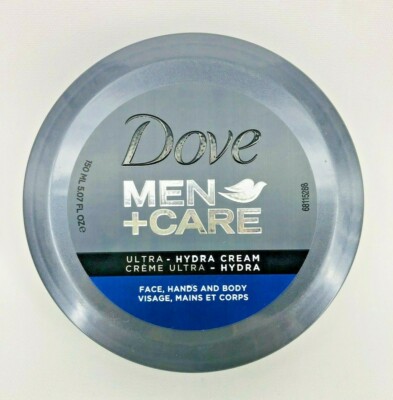 Dove
MEN
+CARE
ULTRA - HYDRA CREAM
CRÈME ULTRA - HYDRA
FACE, HANDS AND BODY
VISAGE, MAINS ET CORPS
150 ML 5.07 FL OZ℮
68115286